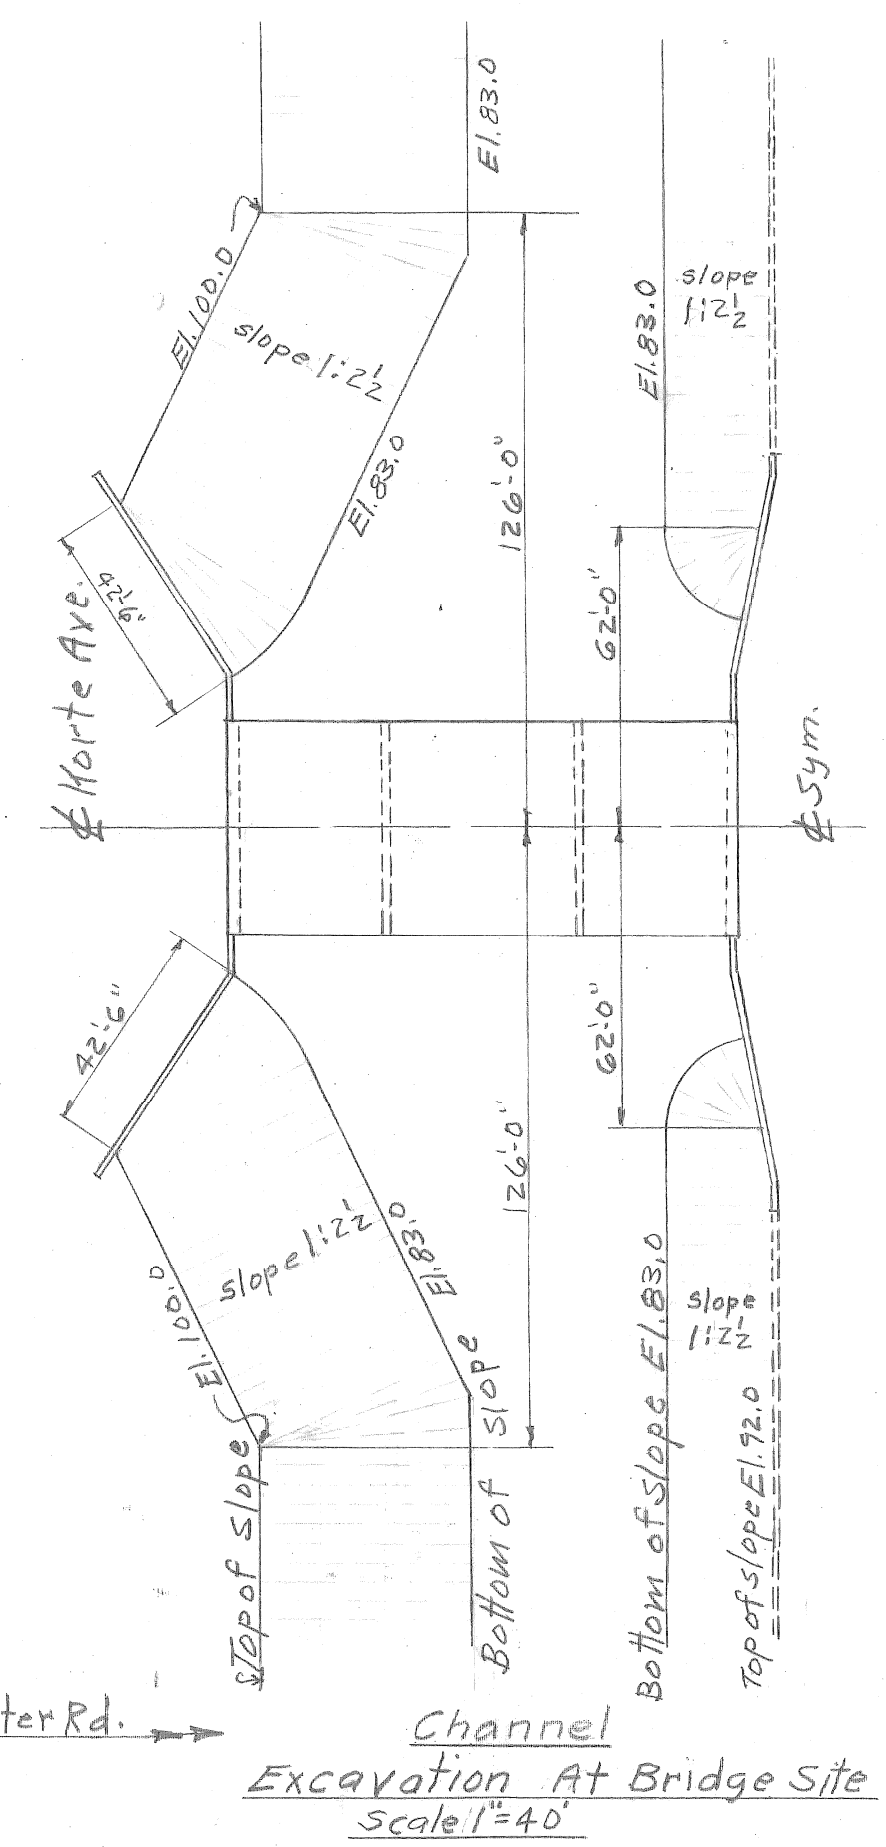 El.83.0
El.100.0
slope 1:2½
El.83.0
42'-6"
126'-0"
El.83.0
slope
1:2½
62'-0"
℄ Korte Ave.
℄ Sym.
42'-6"
62'-0"
126'-0"
slope 1:2½
El.83.0
El.100.0
Top of slope
Bottom of slope
Bottom of slope El.83.0
slope
1:2½
Top of slope El.92.0
ter Rd.
Channel
Excavation At Bridge Site
Scale 1"=40'